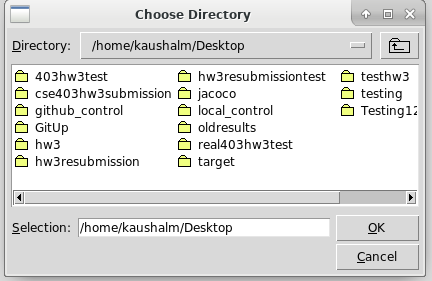 Choose Directory
Directory: /home/kaushalm/Desktop
403hw3test
cse403hw3submission
github_control
GitUp
hw3
hw3resubmission
hw3resubmissiontest
jacoco
local_control
oldresults
real403hw3test
target
testhw3
testing
Testing12
Selection: /home/kaushalm/Desktop
OK
Cancel